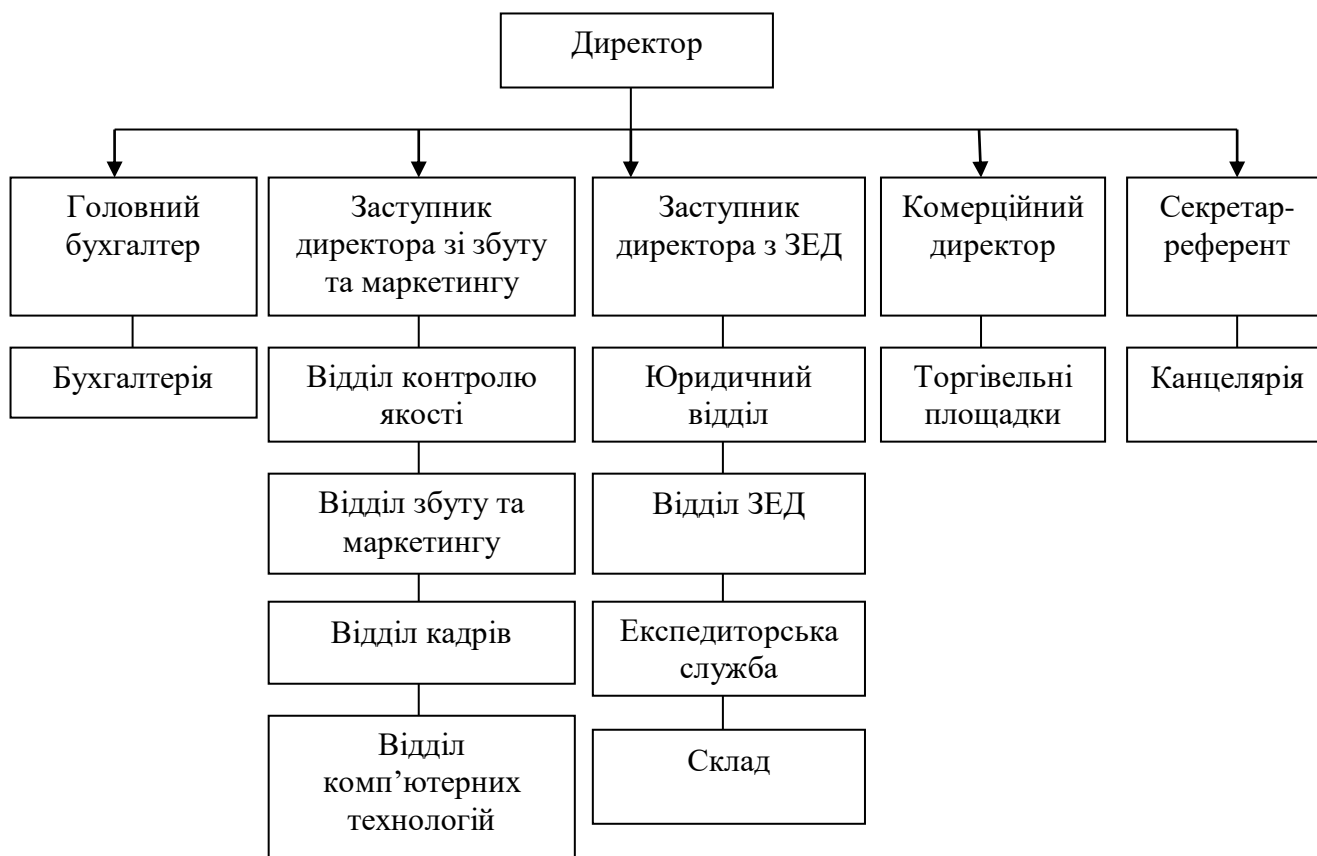 Директор
Головний
бухгалтер
Заступник
директора зі збуту
та маркетингу
Заступник
директора з ЗЕД
Комерційний
директор
Секретар-
референт
Бухгалтерія
Відділ контролю
якості
Юридичний
відділ
Торгівельні
площадки
Канцелярія
Відділ збуту та
маркетингу
Відділ ЗЕД
Відділ кадрів
Експедиторська
служба
Відділ
комп’ютерних
технологій
Склад